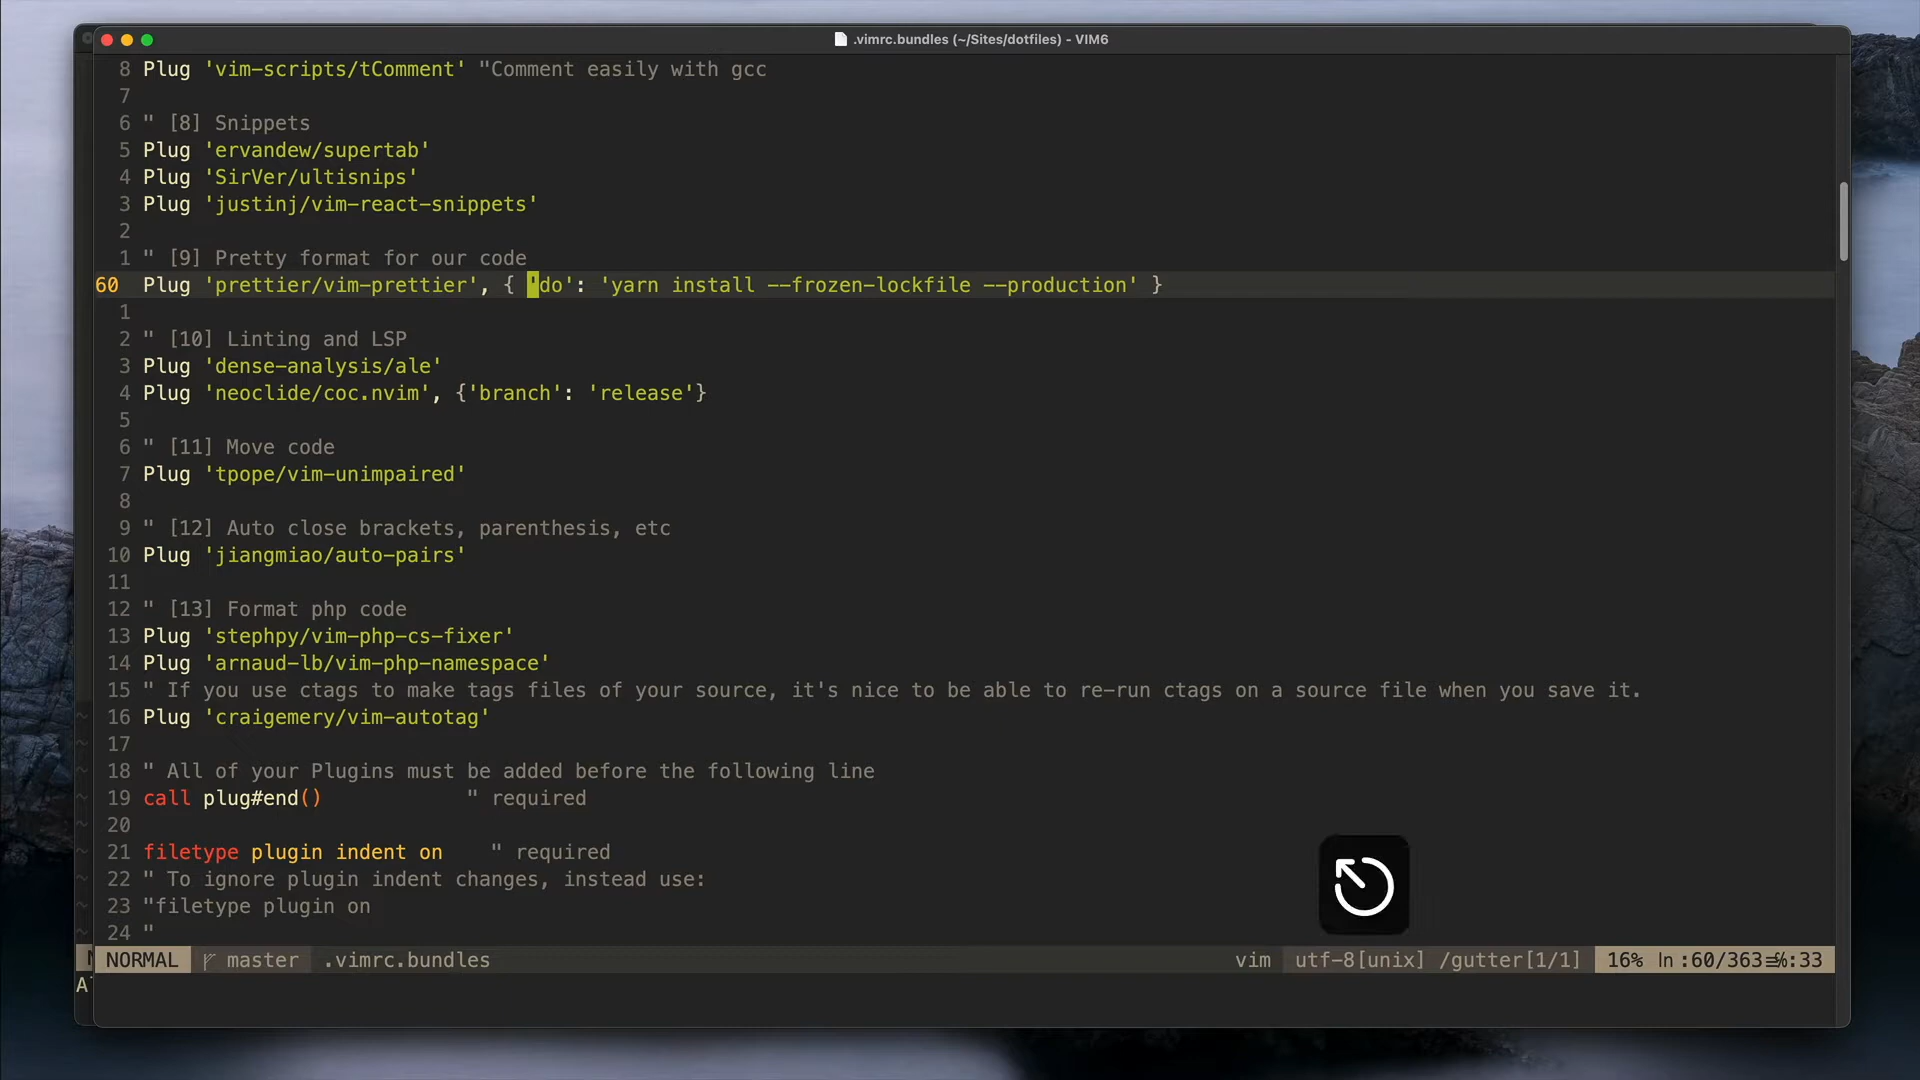 .vimrc.bundles (~/Sites/dotfiles) - VIM6
8 Plug 'vim-scripts/tComment' "Comment easily with gcc
7
6 " [8] Snippets
5 Plug 'ervandew/supertab'
4 Plug 'SirVer/ultisnips'
3 Plug 'justinj/vim-react-snippets'
2
1 " [9] Pretty format for our code
60 Plug 'prettier/vim-prettier', { 'do': 'yarn install --frozen-lockfile --production' }
1
2 " [10] Linting and LSP
3 Plug 'dense-analysis/ale'
4 Plug 'neoclide/coc.nvim', {'branch': 'release'}
5
6 " [11] Move code
7 Plug 'tpope/vim-unimpaired'
8
9 " [12] Auto close brackets, parenthesis, etc
10 Plug 'jiangmiao/auto-pairs'
11
12 " [13] Format php code
13 Plug 'stephpy/vim-php-cs-fixer'
14 Plug 'arnaud-lb/vim-php-namespace'
15 " If you use ctags to make tags files of your source, it's nice to be able to re-run ctags on a source file when you save it.
16 Plug 'craigemery/vim-autotag'
17
18 " All of your Plugins must be added before the following line
19 call plug#end() " required
20
21 filetype plugin indent on " required
22 " To ignore plugin indent changes, instead use:
23 "filetype plugin on
24 "
NORMAL master .vimrc.bundles vim utf-8[unix] /gutter[1/1] 16% ln :60/363≡℅:33